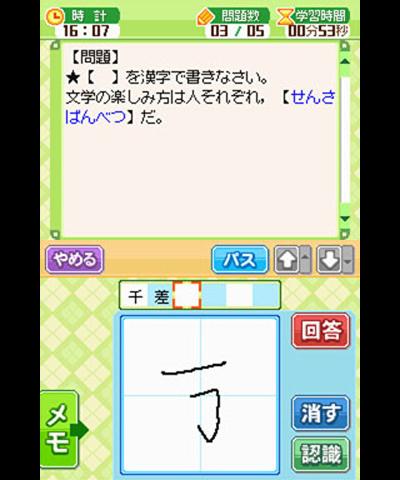 時計 問題数 学習時間
16:07 03/05 00分53秒
【問題】
★【 】を漢字で書きなさい。
文学の楽しみ方は人それぞれ，【せんさ
ばんべつ】だ。
やめる パス
千 差
回答
メモ
消す
認識